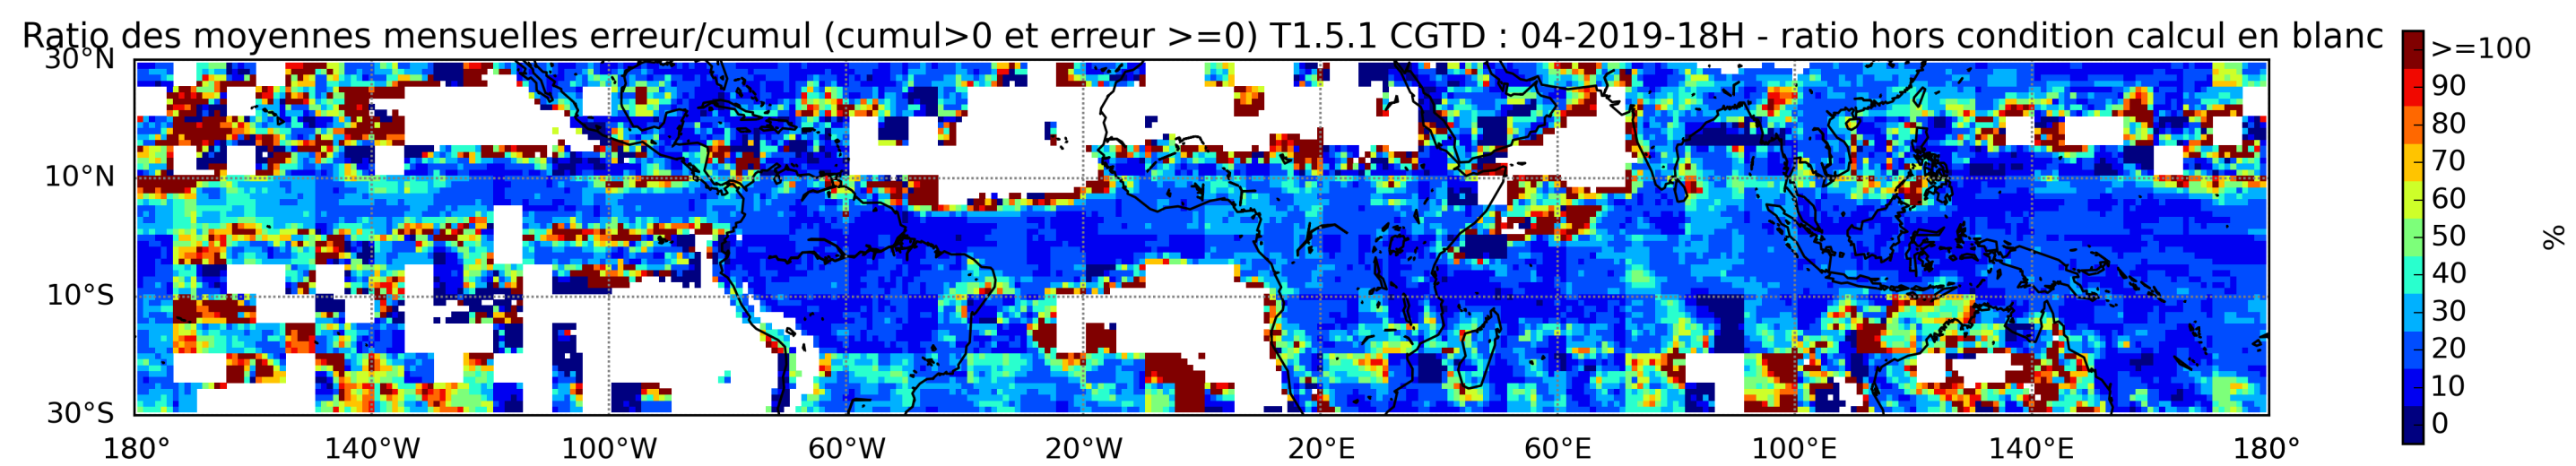 Ratio des moyennes mensuelles erreur/cumul (cumul>0 et erreur >=0) T1.5.1 CGTD : 04-2019-18H - ratio hors condition calcul en blanc
30°N
10°N
10°S
30°S
180° 140°W 100°W 60°W 20°W 20°E 60°E 100°E 140°E 180°
>=100
90
80
70
60
50
40
30
20
10
0
%